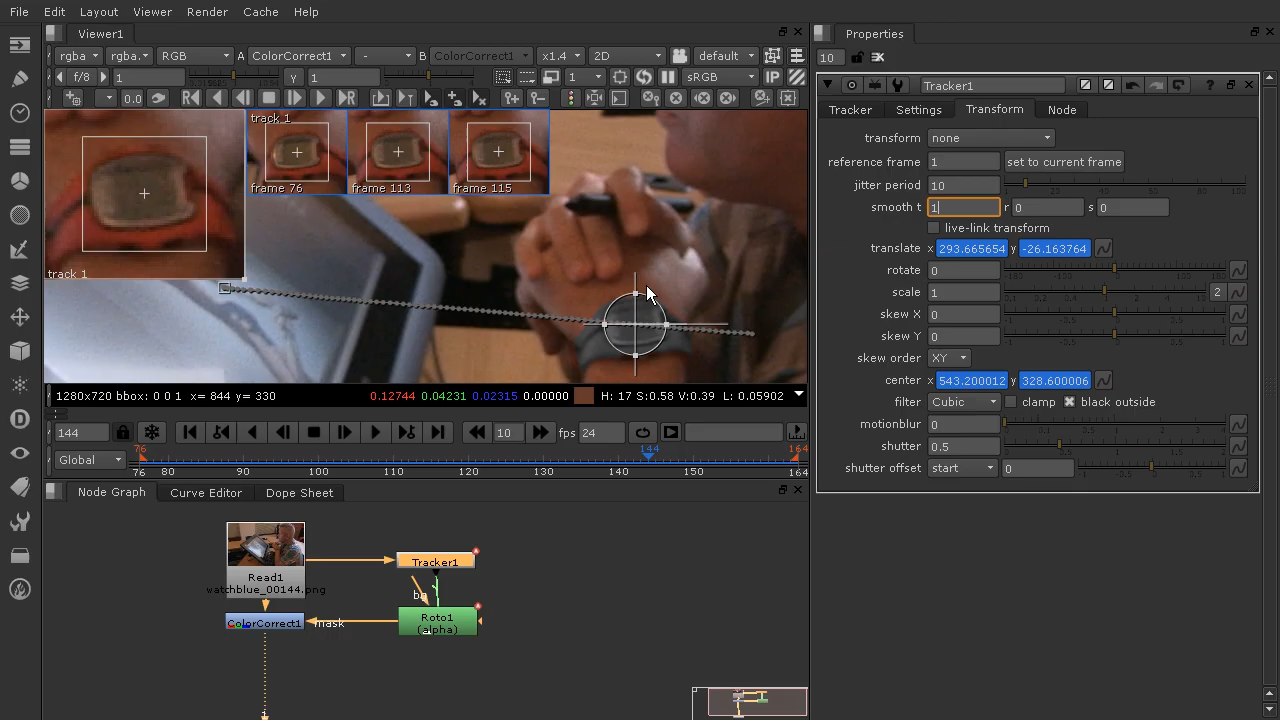 File Edit Layout Viewer Render Cache Help
Viewer1
rgba rgba. RGB A ColorCorrect1 - B ColorCorrect1 x1.4 2D default
f/8 1 y 1 1 sRGB IP
0.0
track 1
frame 76 frame 113 frame 115
track 1
1280x720 bbox: 0 0 1 x= 844 y= 330 0.12744 0.04231 0.02315 0.00000 H: 17 S:0.58 V:0.39 L: 0.05902
144 10 fps 24
76 144 164
Global 76 80 90 100 110 120 130 140 150 164
Node Graph Curve Editor Dope Sheet
Read1
watchblue_00144.png
Tracker1
bg
Roto1
(alpha)
ColorCorrect1
mask
Properties
10
Tracker1 ?
Tracker Settings Transform Node
transform none
reference frame 1 set to current frame
jitter period 10
smooth t 1 r 0 s 0
live-link transform
translate x 293.665654 y -26.163764
rotate 0
scale 1 2
skew X 0
skew Y 0
skew order XY
center x 543.200012 y 328.600006
filter Cubic clamp black outside
motionblur 0
shutter 0.5
shutter offset start 0